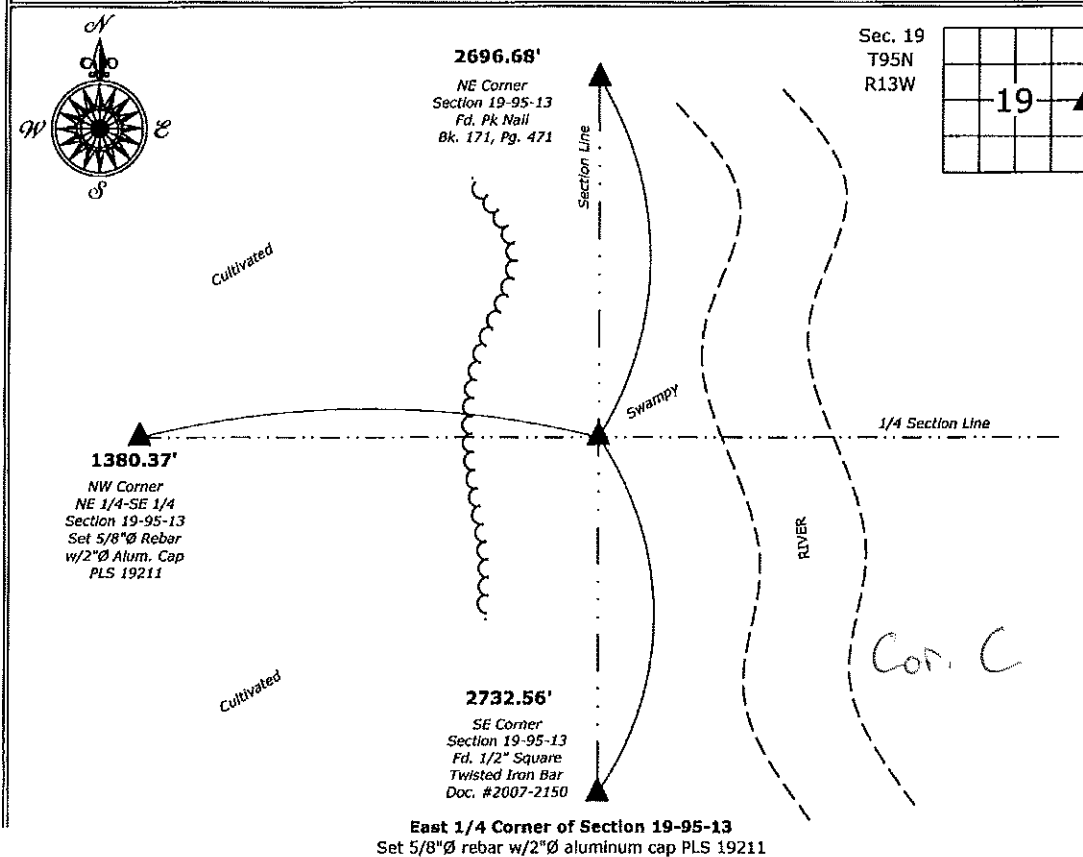 N
W
E
S
2696.68'
NE Corner
Section 19-95-13
Fd. Pk Nail
Bk. 171, Pg. 471
Section Line
Sec. 19
T95N
R13W
19
Cultivated
Swampy
1/4 Section Line
1380.37'
NW Corner
NE 1/4-SE 1/4
Section 19-95-13
Set 5/8"Ø Rebar
w/2"Ø Alum. Cap
PLS 19211
RIVER
Cor. C
Cultivated
2732.56'
SE Corner
Section 19-95-13
Fd. 1/2" Square
Twisted Iron Bar
Doc. #2007-2150
East 1/4 Corner of Section 19-95-13
Set 5/8"Ø rebar w/2"Ø aluminum cap PLS 19211